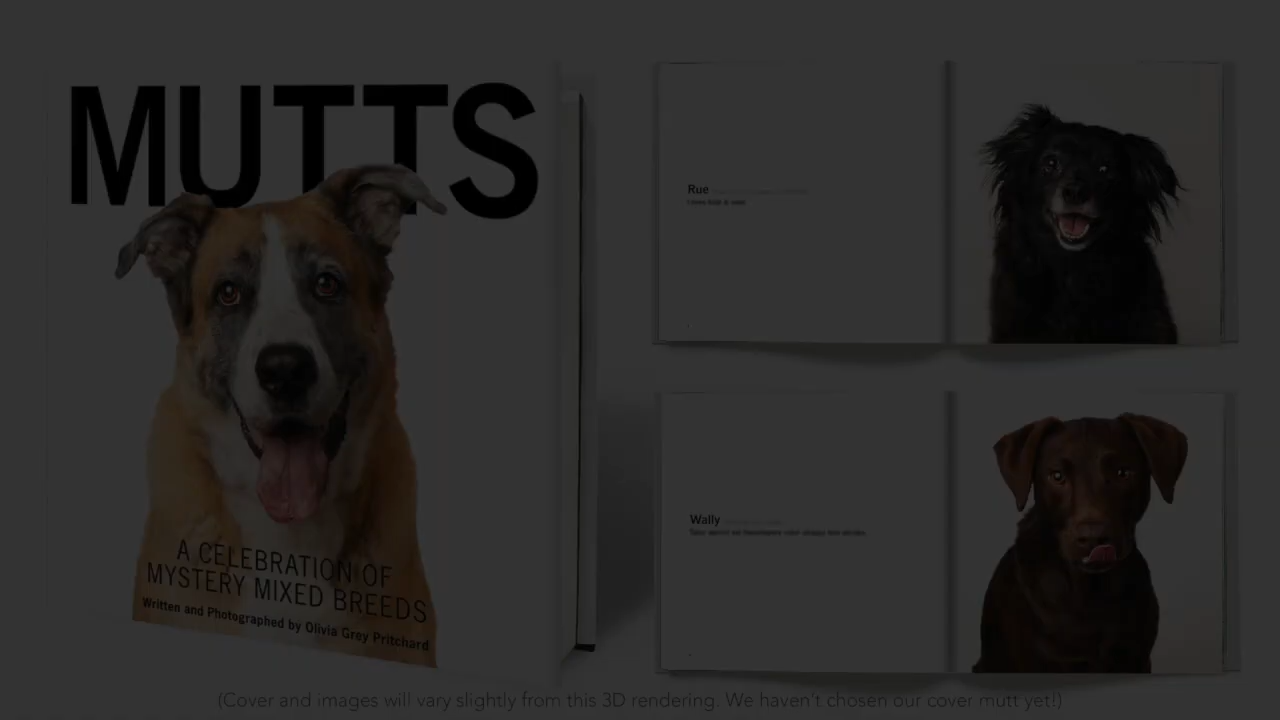 MUTTS
A CELEBRATION OF
MYSTERY MIXED BREEDS
Written and Photographed by Olivia Grey Pritchard
Rue
Wally
(Cover and images will vary slightly from this 3D rendering. We haven't chosen our cover mutt yet!)